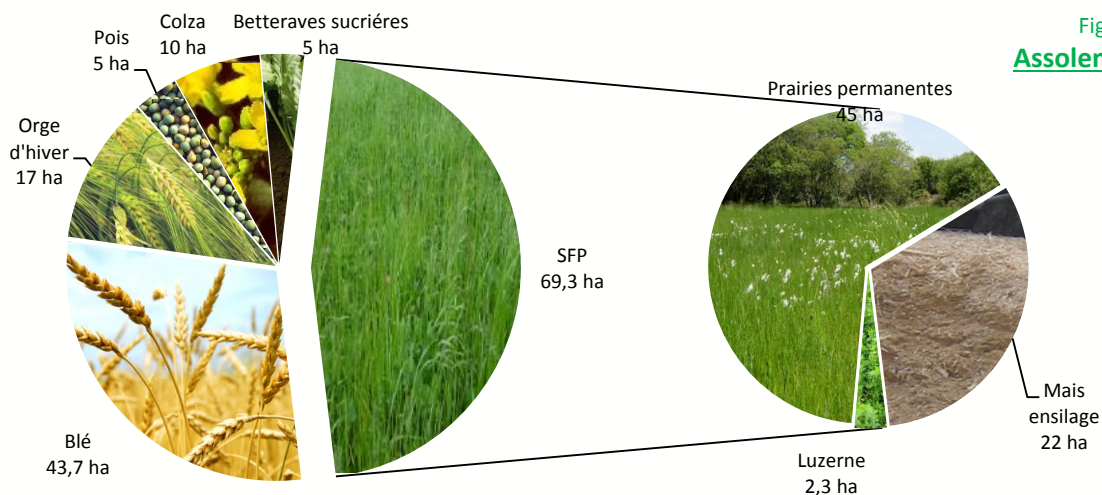 Colza
10 ha
Betteraves sucriéres
5 ha
Fig
Assolem
Pois
5 ha
Prairies permanentes
45 ha
Orge
d'hiver
17 ha
SFP
69,3 ha
Mais
ensilage
22 ha
Blé
43,7 ha
Luzerne
2,3 ha